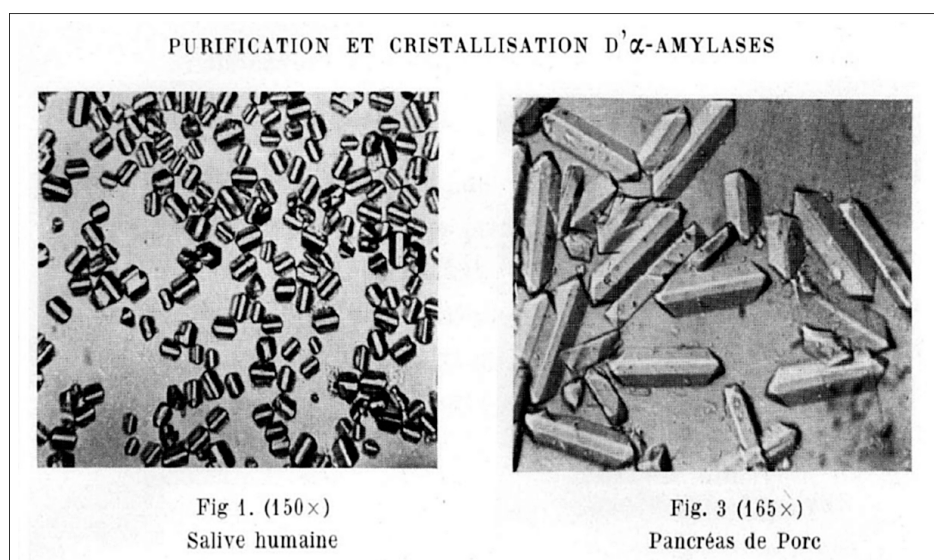 PURIFICATION ET CRISTALLISATION D'α-AMYLASES
Fig 1. (150×)
Salive humaine
Fig. 3 (165×)
Pancréas de Porc